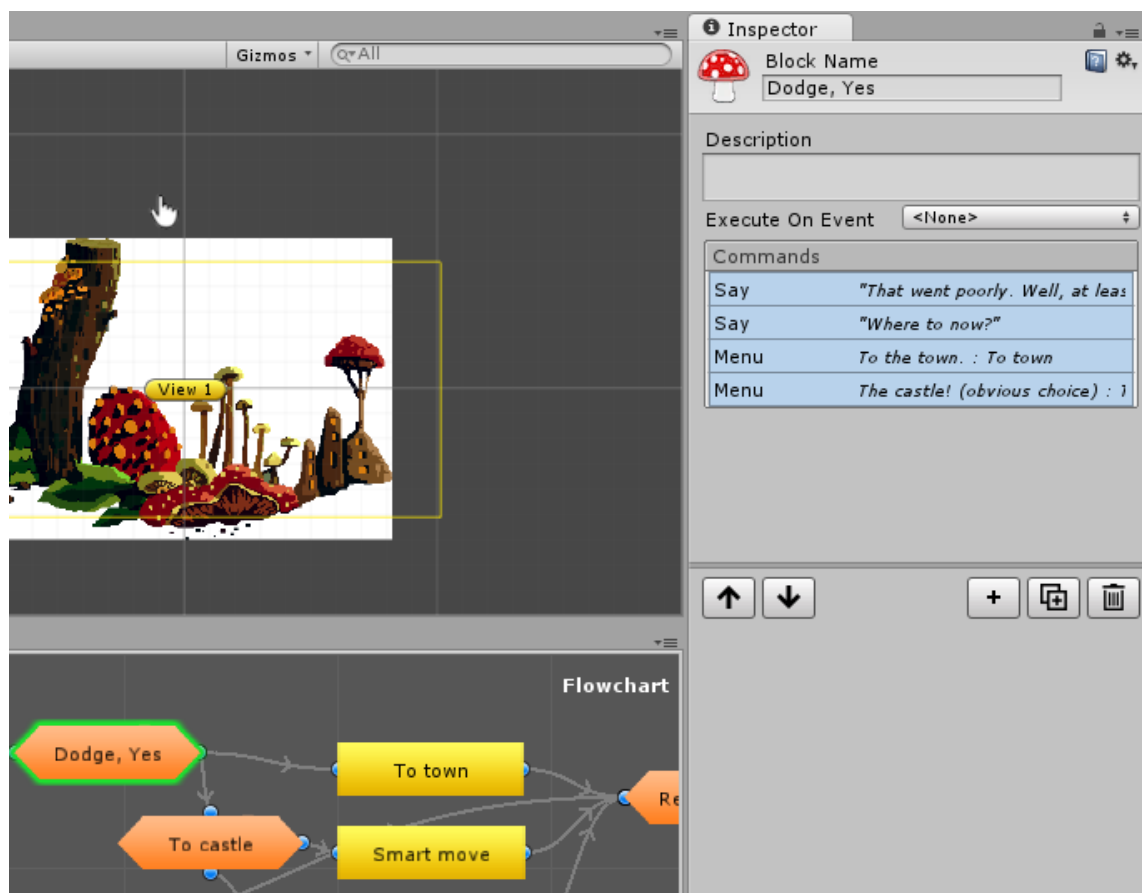 Inspector
Gizmos
All
Block Name
Dodge, Yes
Description
Execute On Event <None>
Commands
Say "That went poorly. Well, at leas
Say "Where to now?"
Menu To the town. : To town
Menu The castle! (obvious choice) :
View 1
Flowchart
Dodge, Yes
To town
Re
To castle
Smart move